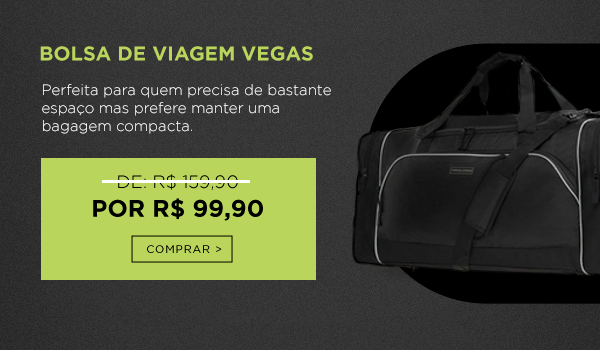 BOLSA DE VIAGEM VEGAS
Perfeita para quem precisa de bastante
espaço mas prefere manter uma
bagagem compacta.
DE: R$ 159,90
POR R$ 99,90
COMPRAR >